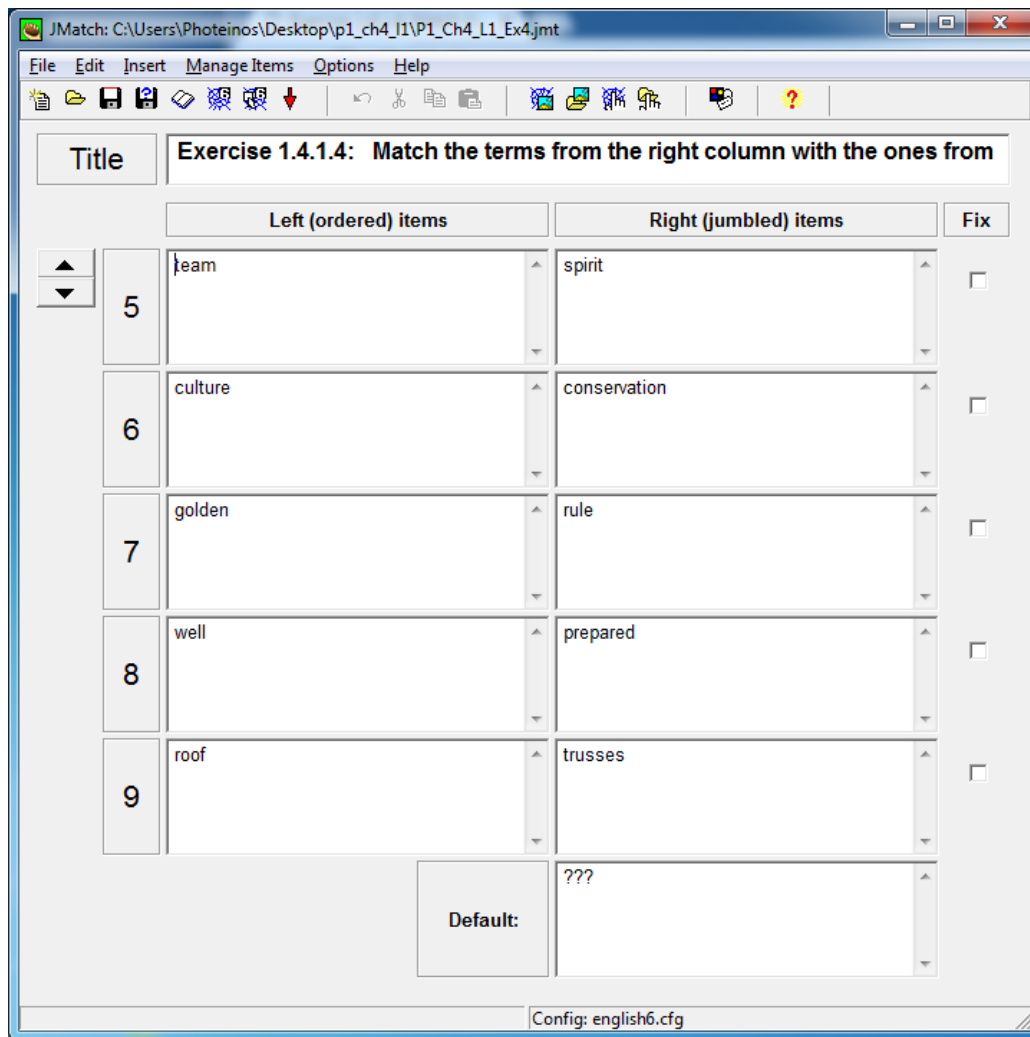 JMatch: C:\Users\Photeinos\Desktop\p1_ch4_l1\P1_Ch4_L1_Ex4.jmt
File Edit Insert Manage Items Options Help
Title
Exercise 1.4.1.4: Match the terms from the right column with the ones from
Left (ordered) items Right (jumbled) items Fix
5 team spirit
6 culture conservation
7 golden rule
8 well prepared
9 roof trusses
Default: ???
Config: english6.cfg